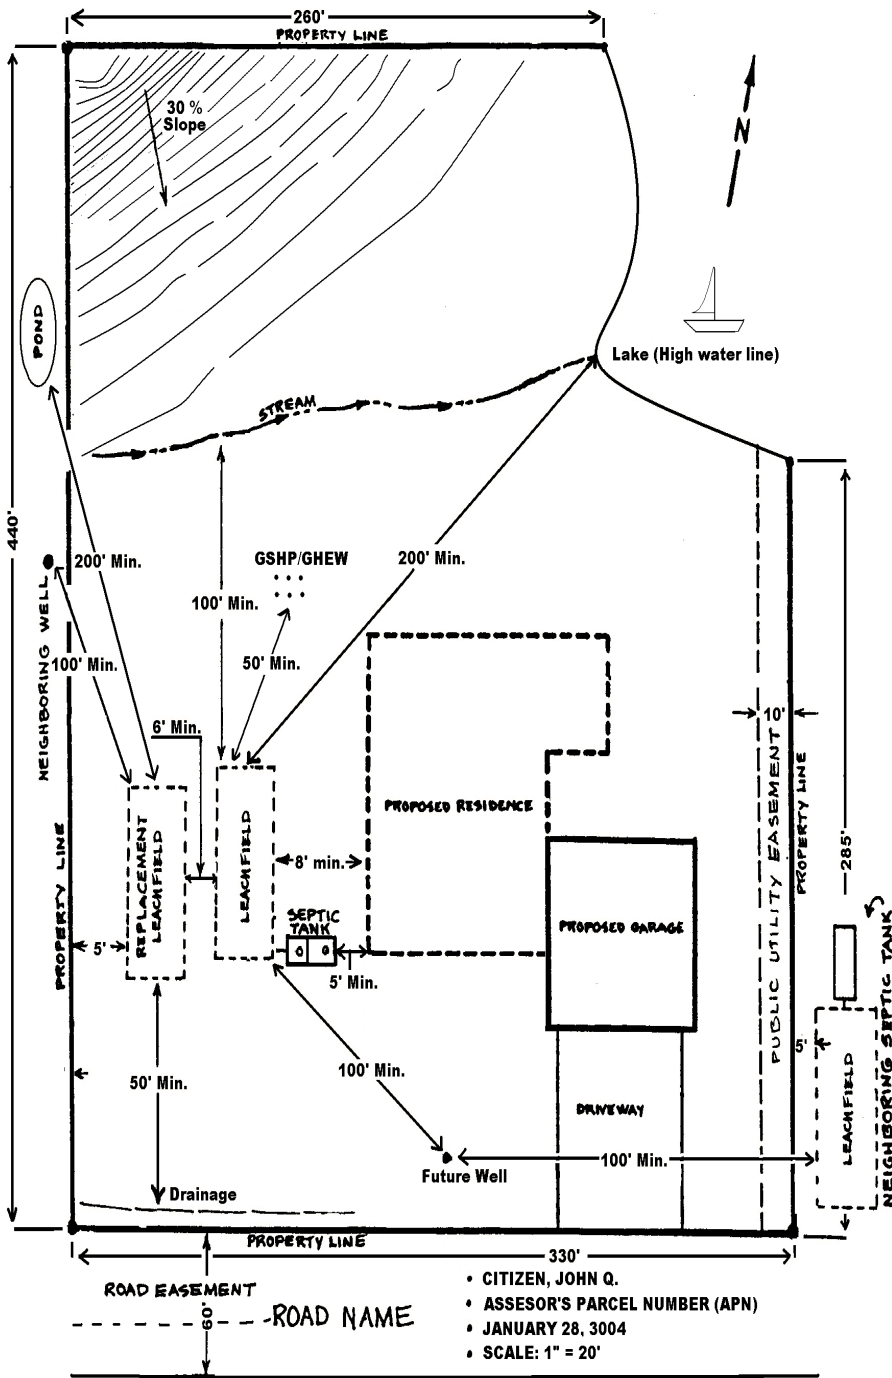 260'
PROPERTY LINE
30 %
Slope
N
POND
Lake (High water line)
STREAM
440'
200' Min.
GSHP/GHEW
200' Min.
100' Min.
NEIGHBORING WELL
100' Min.
50' Min.
6' Min.
10'
PUBLIC UTILITY EASEMENT
PROPERTY LINE
285'
PROPOSED RESIDENCE
REPLACEMENT
LEACHFIELD
LEACHFIELD
8' min.
PROPERTY LINE
SEPTIC
TANK
PROPOSED GARAGE
5'
5' Min.
NEIGHBORING SEPTIC TANK
5'
LEACHFIELD
50' Min.
100' Min.
DRIVEWAY
100' Min.
Future Well
Drainage
PROPERTY LINE
330'
ROAD EASEMENT
60'
ROAD NAME
• CITIZEN, JOHN Q.
• ASSESOR'S PARCEL NUMBER (APN)
• JANUARY 28, 3004
• SCALE: 1" = 20'